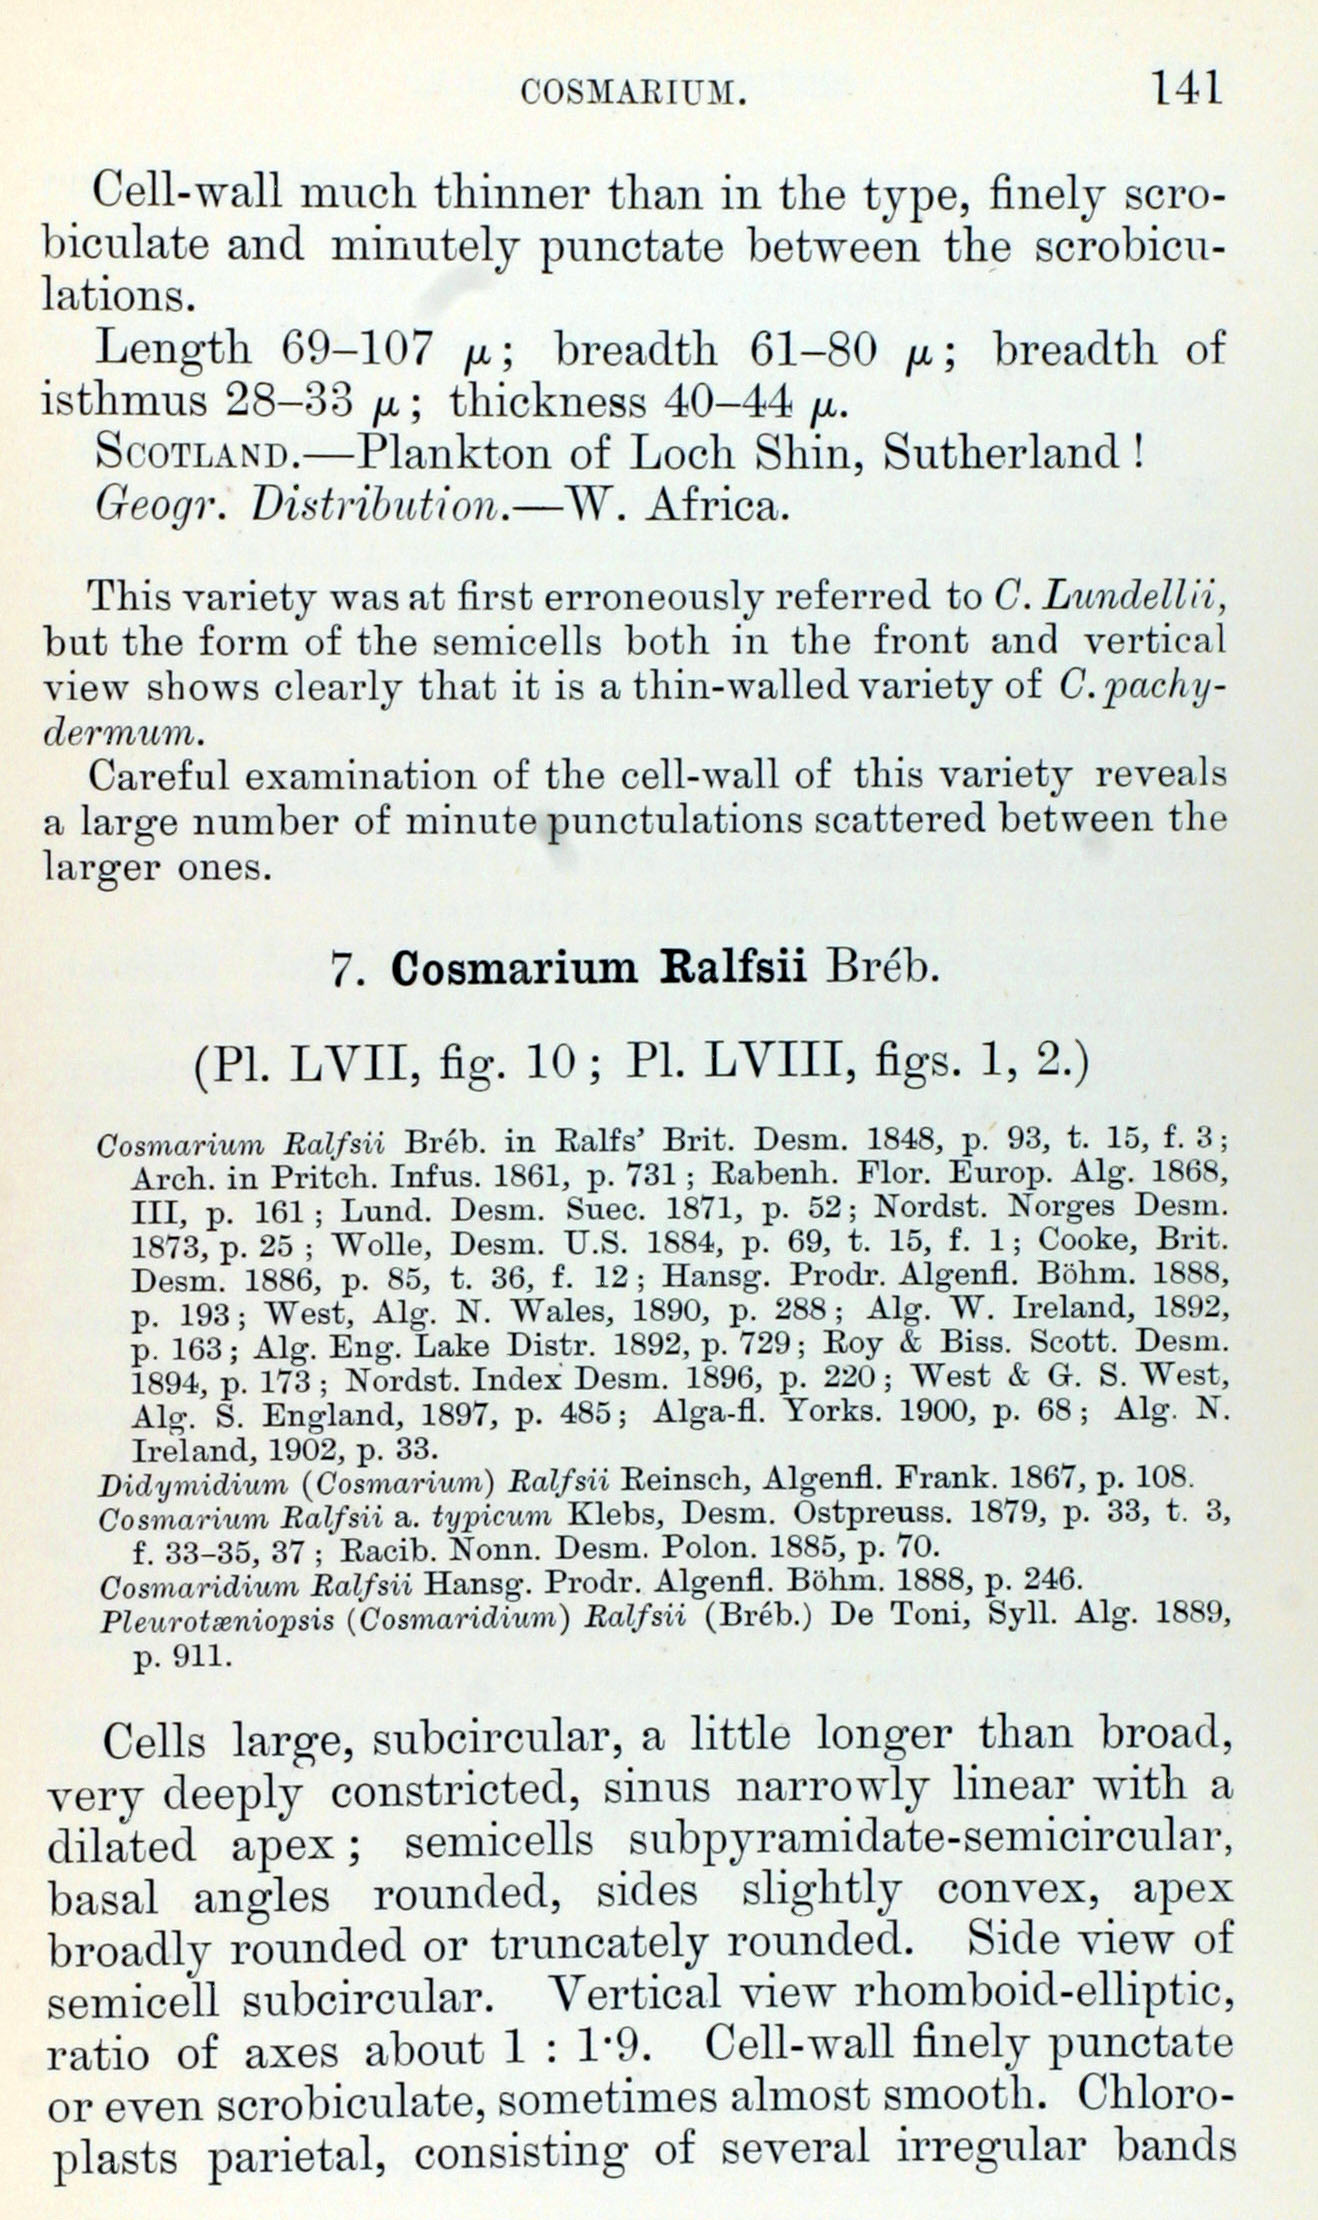 COSMARIUM. 141
Cell-wall much thinner than in the type, finely scro-
biculate and minutely punctate between the scrobicu-
lations.
Length 69–107 μ; breadth 61–80 μ; breadth of
isthmus 28–33 μ; thickness 40–44 μ.
SCOTLAND.—Plankton of Loch Shin, Sutherland!
Geogr. Distribution.—W. Africa.
This variety was at first erroneously referred to C. Lundellii,
but the form of the semicells both in the front and vertical
view shows clearly that it is a thin-walled variety of C. pachy-
dermum.
Careful examination of the cell-wall of this variety reveals
a large number of minute punctulations scattered between the
larger ones.
7. Cosmarium Ralfsii Bréb.
(Pl. LVII, fig. 10; Pl. LVIII, figs. 1, 2.)
Cosmarium Ralfsii Bréb. in Ralfs' Brit. Desm. 1848, p. 93, t. 15, f. 3;
Arch. in Pritch. Infus. 1861, p. 731; Rabenh. Flor. Europ. Alg. 1868,
III, p. 161; Lund. Desm. Suec. 1871, p. 52; Nordst. Norges Desm.
1873, p. 25; Wolle, Desm. U.S. 1884, p. 69, t. 15, f. 1; Cooke, Brit.
Desm. 1886, p. 85, t. 36, f. 12; Hansg. Prodr. Algenfl. Böhm. 1888,
p. 193; West, Alg. N. Wales, 1890, p. 288; Alg. W. Ireland, 1892,
p. 163; Alg. Eng. Lake Distr. 1892, p. 729; Roy & Biss. Scott. Desm.
1894, p. 173; Nordst. Index Desm. 1896, p. 220; West & G. S. West,
Alg. S. England, 1897, p. 485; Alga-fl. Yorks. 1900, p. 68; Alg. N.
Ireland, 1902, p. 33.
Didymidium (Cosmarium) Ralfsii Reinsch, Algenfl. Frank. 1867, p. 108.
Cosmarium Ralfsii a. typicum Klebs, Desm. Ostpreuss. 1879, p. 33, t. 3,
f. 33–35, 37; Racib. Nonn. Desm. Polon. 1885, p. 70.
Cosmaridium Ralfsii Hansg. Prodr. Algenfl. Böhm. 1888, p. 246.
Pleurotæniopsis (Cosmaridium) Ralfsii (Bréb.) De Toni, Syll. Alg. 1889,
p. 911.
Cells large, subcircular, a little longer than broad,
very deeply constricted, sinus narrowly linear with a
dilated apex; semicells subpyramidate-semicircular,
basal angles rounded, sides slightly convex, apex
broadly rounded or truncately rounded. Side view of
semicell subcircular. Vertical view rhomboid-elliptic,
ratio of axes about 1 : 1·9. Cell-wall finely punctate
or even scrobiculate, sometimes almost smooth. Chloro-
plasts parietal, consisting of several irregular bands